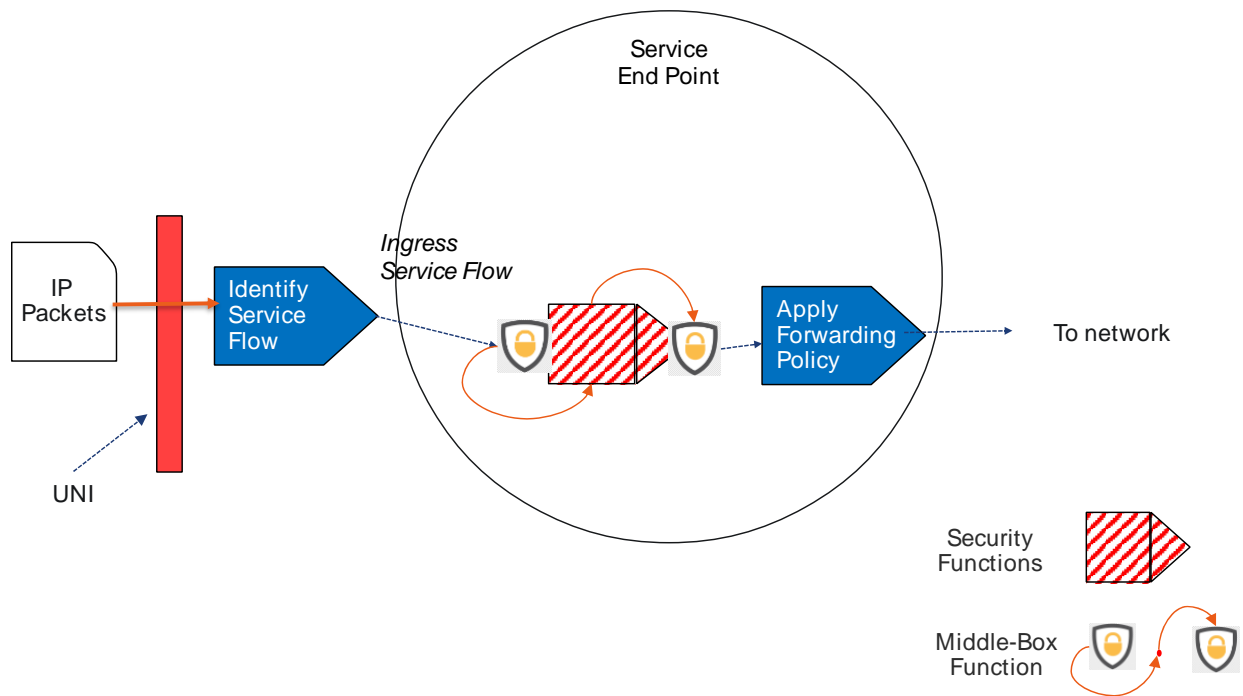 Service
End Point
Ingress
Service Flow
IP
Packets
Identify
Service
Flow
Apply
Forwarding
Policy
To network
UNI
Security
Functions
Middle-Box
Function